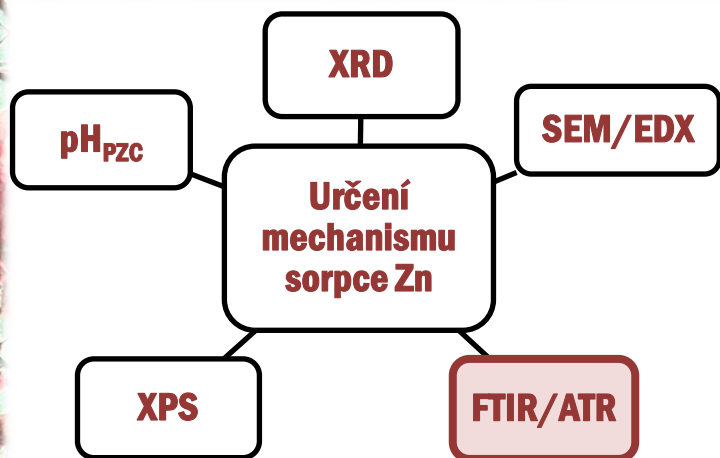 XRD
pH_PZC
SEM/EDX
Určení
mechanismu
sorpce Zn
XPS
FTIR/ATR